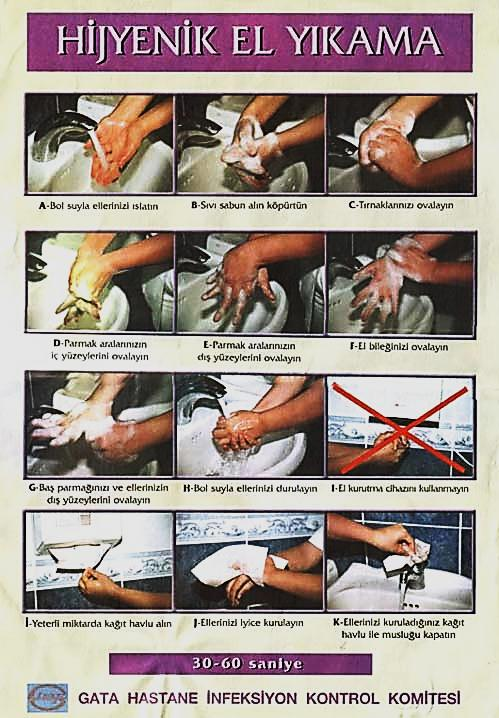 HİJYENİK EL YIKAMA
A-Bol suyla ellerinizi ıslatın
B-Sıvı sabun alın köpürtün
C-Tırnaklarınızı ovalayın
D-Parmak aralarınızın
iç yüzeylerini ovalayın
E-Parmak aralarınızın
dış yüzeylerini ovalayın
F-El bileğinizi ovalayın
G-Baş parmağınızı ve ellerinizin
dış yüzeylerini ovalayın
H-Bol suyla ellerinizi durulayın
I-El kurutma cihazını kullanmayın
İ-Yeterli miktarda kağıt havlu alın
J-Ellerinizi iyice kurulayın
K-Ellerinizi kuruladığınız kağıt
havlu ile musluğu kapatın
30-60 saniye
GATA HASTANE İNFEKSİYON KONTROL KOMİTESİ